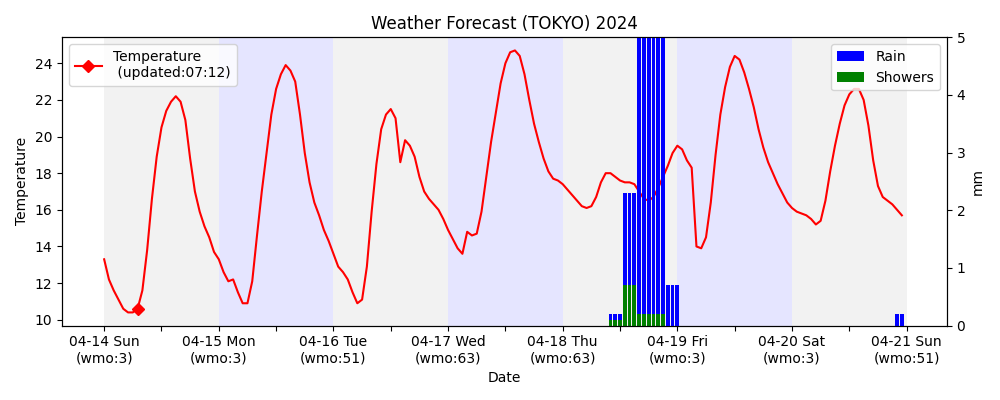 Weather Forecast (TOKYO) 2024
Temperature
(updated:07:12)
Rain
Showers
24
22
20
18
16
14
12
10
Temperature
5
4
3
2
1
0
mm
04-14 Sun
(wmo:3)
04-15 Mon
(wmo:3)
04-16 Tue
(wmo:51)
04-17 Wed
(wmo:63)
04-18 Thu
(wmo:63)
04-19 Fri
(wmo:3)
04-20 Sat
(wmo:3)
04-21 Sun
(wmo:51)
Date